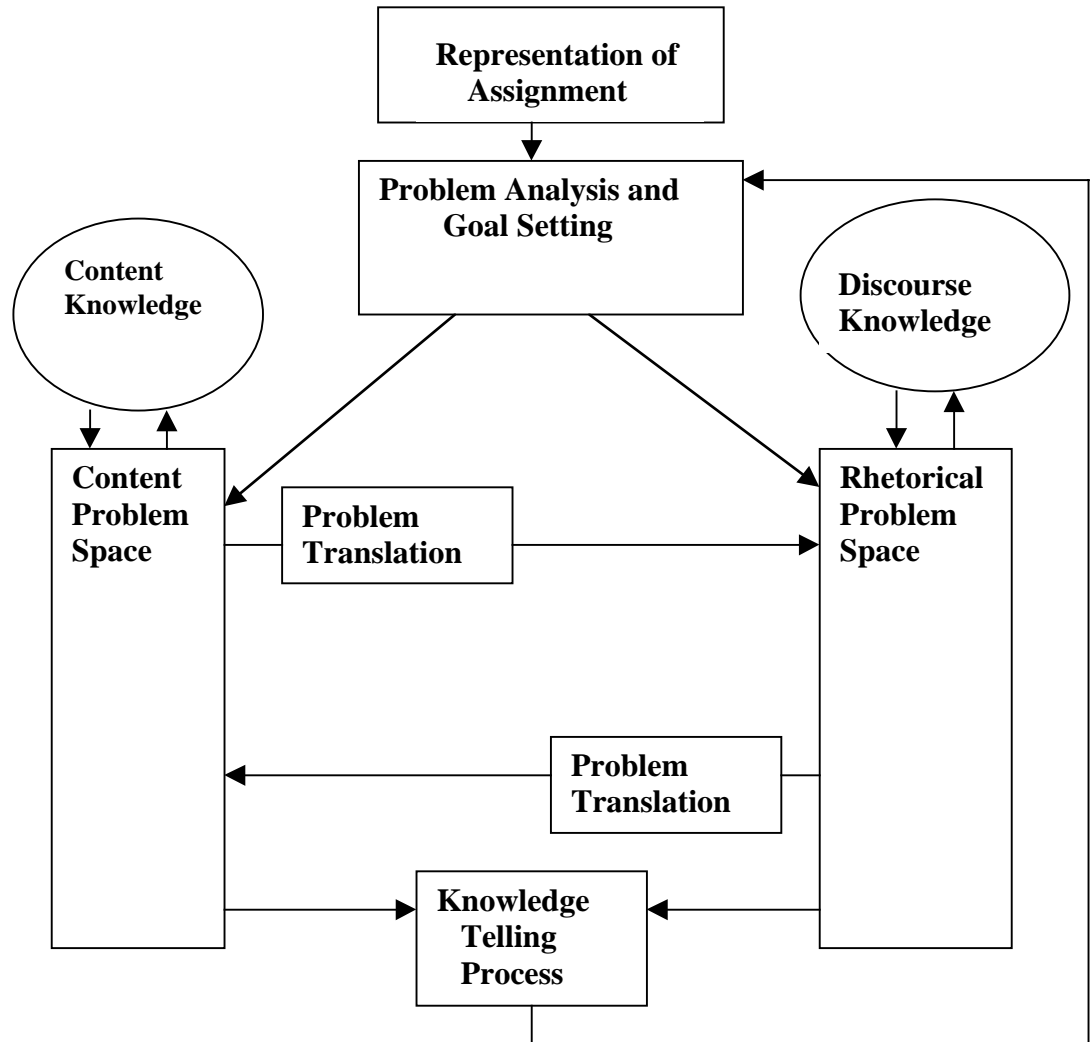 Representation of
Assignment
Problem Analysis and
Goal Setting
Content
Knowledge
Discourse
Knowledge
Content
Problem
Space
Problem
Translation
Rhetorical
Problem
Space
Problem
Translation
Knowledge
Telling
Process